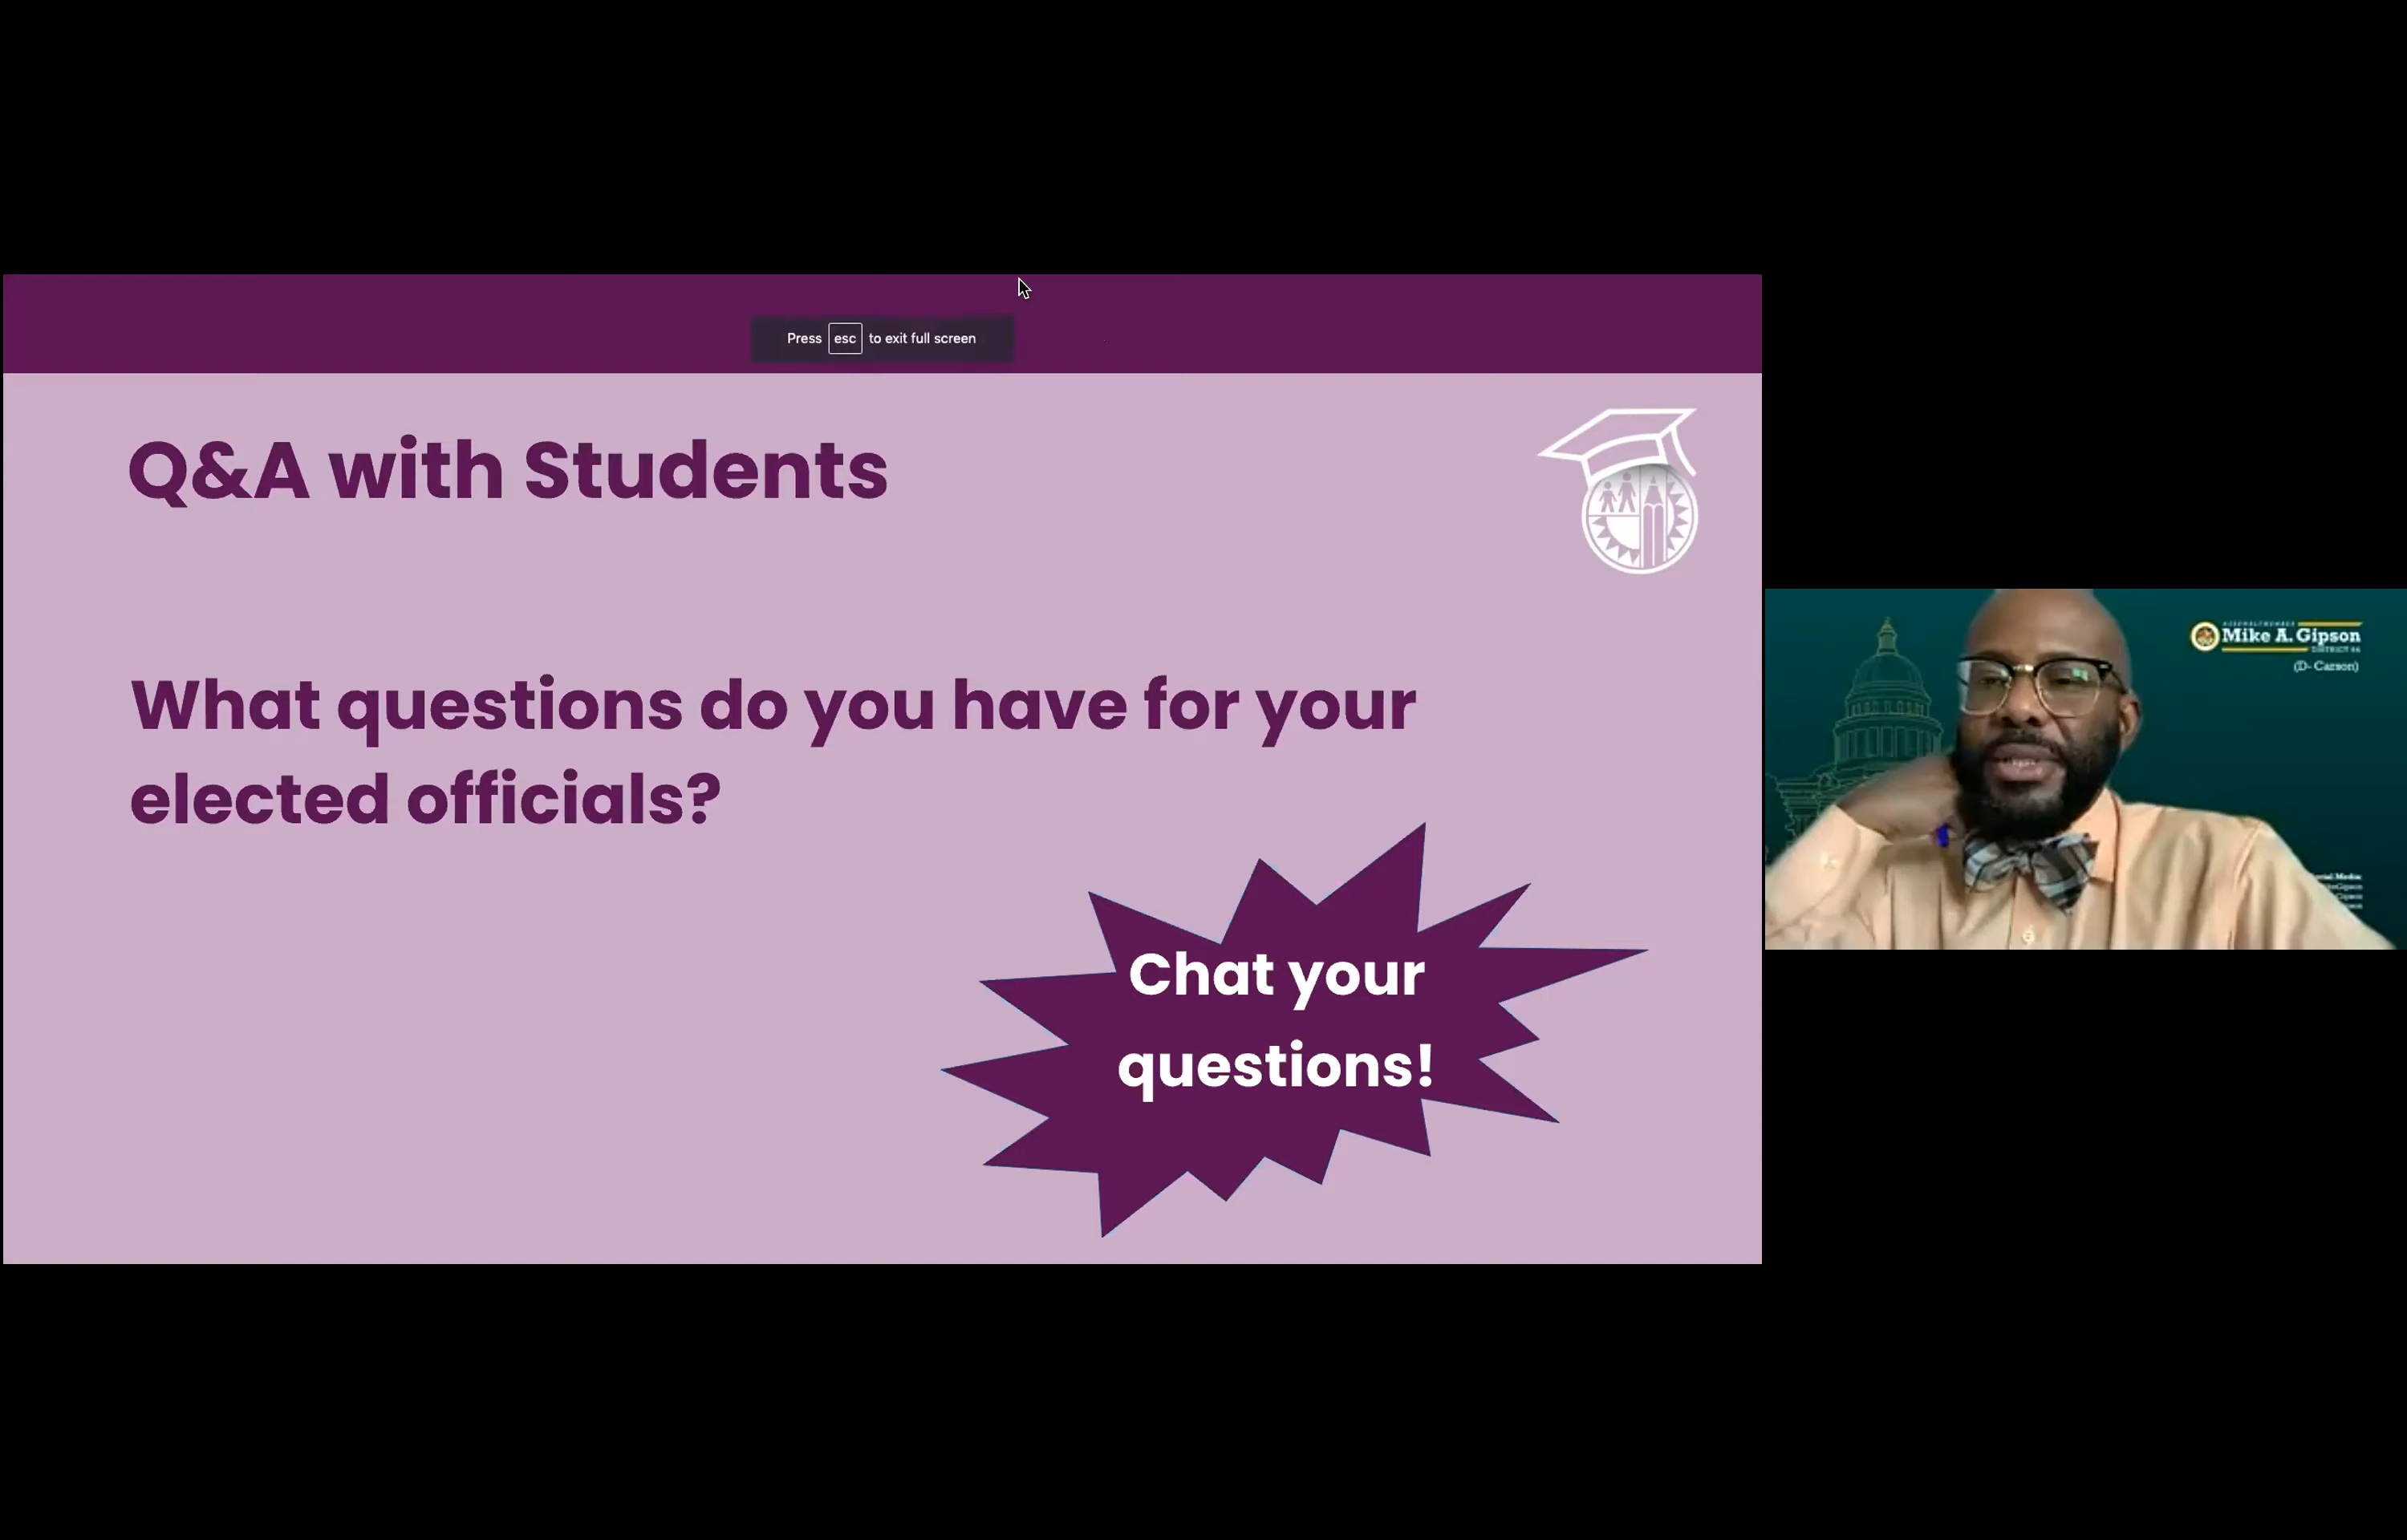 Press esc to exit full screen
Q&A with Students
What questions do you have for your
elected officials?
Chat your
questions!
Mike A. Gipson
(D- Carson)